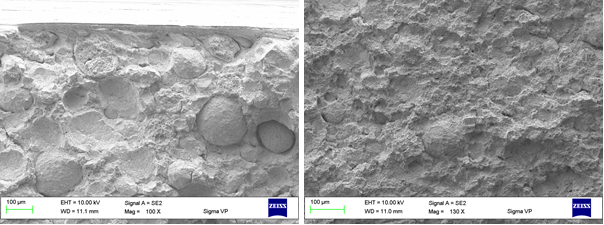 100 µm EHT = 10.00 kV Signal A = SE2 ZEISS
WD = 11.1 mm Mag = 100 X Sigma VP
100 µm EHT = 10.00 kV Signal A = SE2 ZEISS
WD = 11.0 mm Mag = 130 X Sigma VP